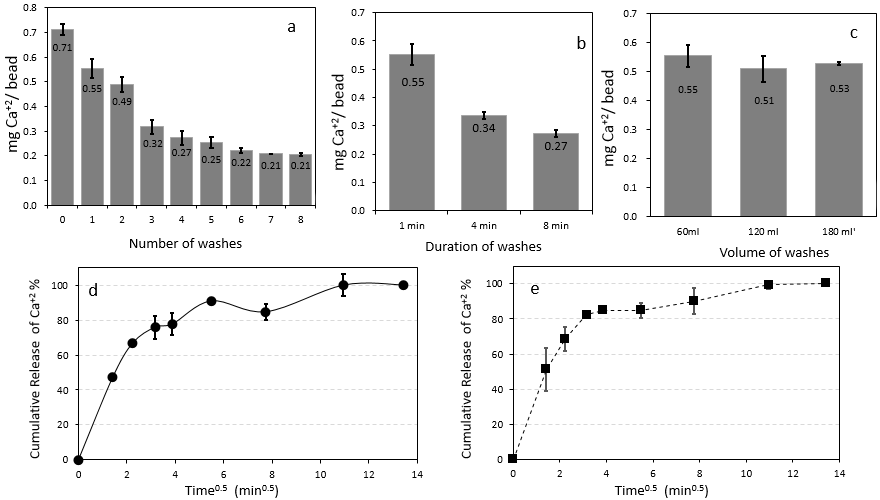 a
mg Ca⁺²/ bead
0.8
0.7
0.6
0.5
0.4
0.3
0.2
0.1
0.0
0.71
0.55
0.49
0.32
0.27
0.25
0.22
0.21
0.21
0 1 2 3 4 5 6 7 8
Number of washes
b
mg Ca⁺²/ bead
0.7
0.6
0.5
0.4
0.3
0.2
0.1
0.0
0.55
0.34
0.27
1 min 4 min 8 min
Duration of washes
c
mg Ca⁺²/ bead
0.7
0.6
0.5
0.4
0.3
0.2
0.1
0.0
0.55
0.51
0.53
60ml 120 ml 180 ml'
Volume of washes
d
Cumulative Release of Ca⁺² %
100
80
60
40
20
0
0 2 4 6 8 10 12 14
Time⁰·⁵ (min⁰·⁵)
e
Cumulative Release of Ca⁺² %
100
80
60
40
20
0
0 2 4 6 8 10 12 14
Time⁰·⁵ (min⁰·⁵)